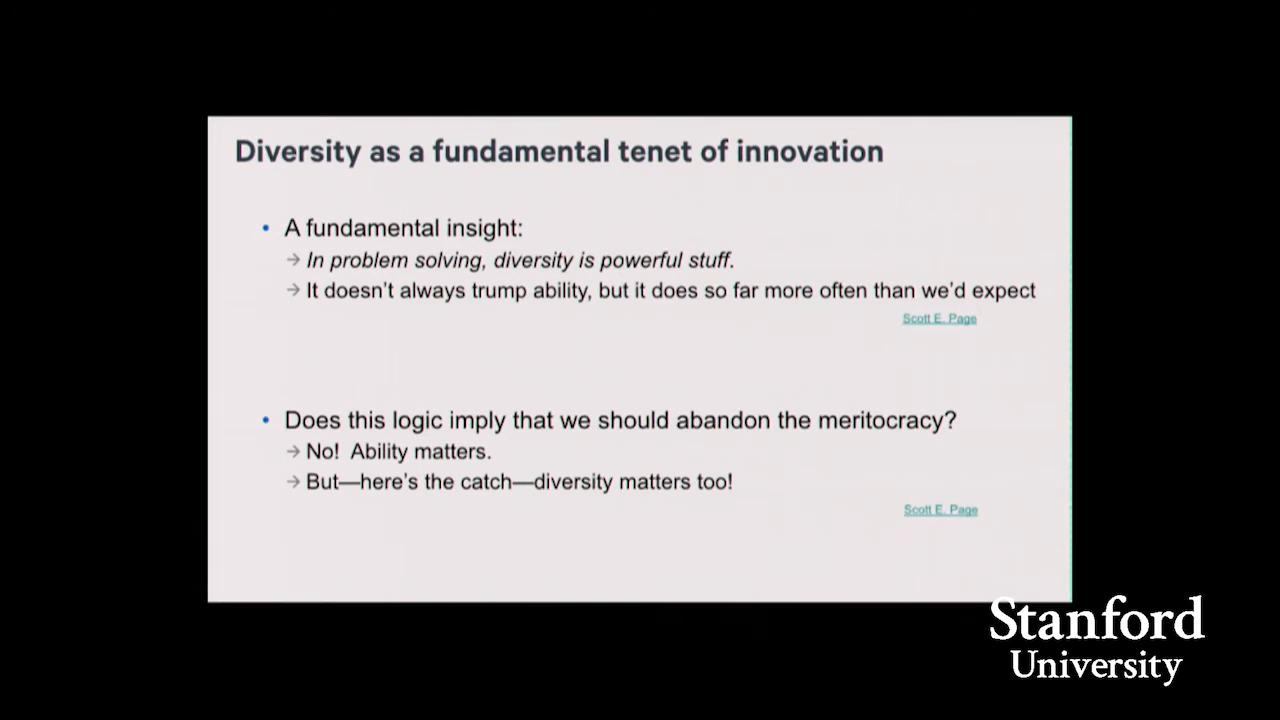 Diversity as a fundamental tenet of innovation
• A fundamental insight:
→ In problem solving, diversity is powerful stuff.
→ It doesn't always trump ability, but it does so far more often than we'd expect
Scott E. Page
• Does this logic imply that we should abandon the meritocracy?
→ No! Ability matters.
→ But—here's the catch—diversity matters too!
Scott E. Page
Stanford
University